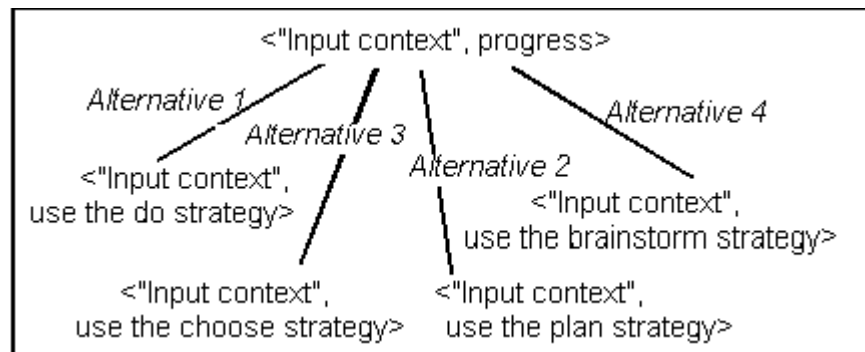 <"Input context", progress>
Alternative 1
Alternative 3
Alternative 2
Alternative 4
<"Input context",
use the do strategy>
<"Input context",
use the brainstorm strategy>
<"Input context",
use the choose strategy>
<"Input context",
use the plan strategy>